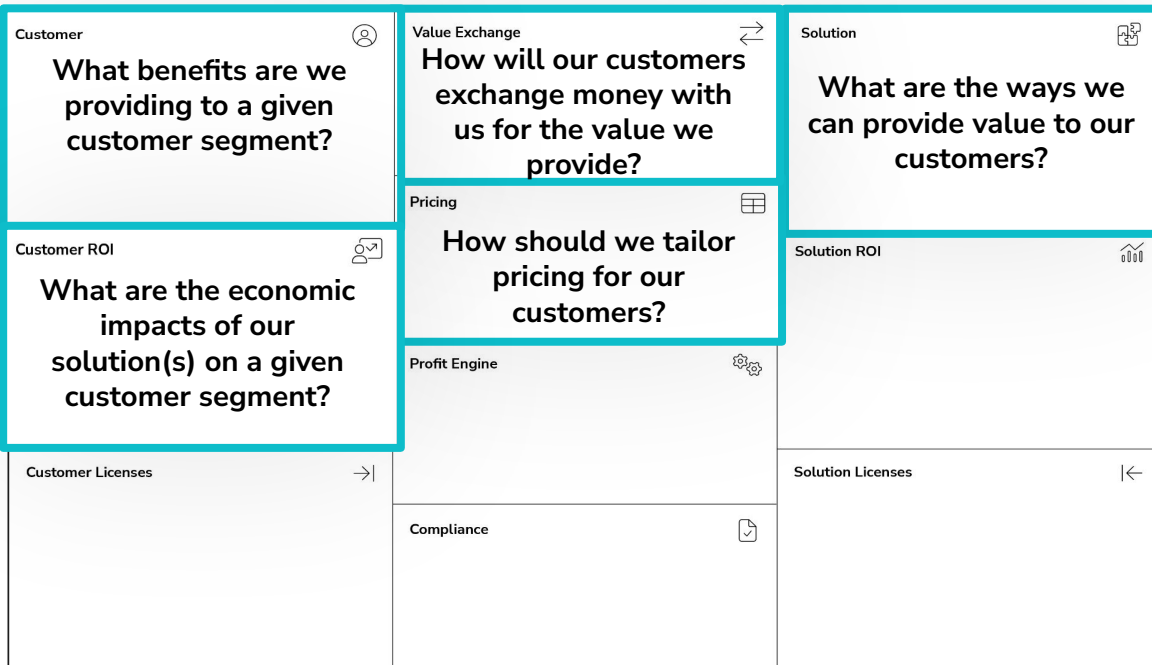 Customer
What benefits are we
providing to a given
customer segment?
Customer ROI
What are the economic
impacts of our
solution(s) on a given
customer segment?
Customer Licenses
Value Exchange
How will our customers
exchange money with
us for the value we
provide?
Pricing
How should we tailor
pricing for our
customers?
Profit Engine
Compliance
Solution
What are the ways we
can provide value to our
customers?
Solution ROI
Solution Licenses